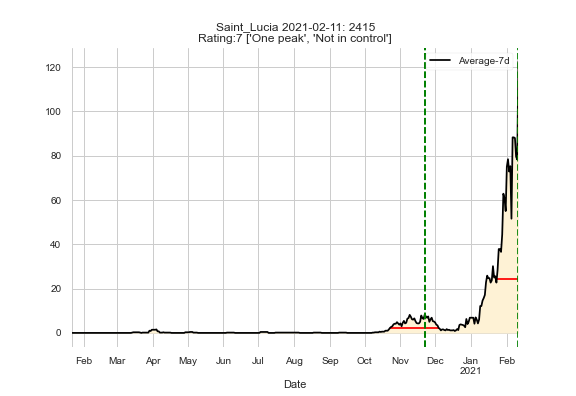 Saint_Lucia 2021-02-11: 2415
Rating:7 ['One peak', 'Not in control']
Average-7d
120
100
80
60
40
20
0
Feb Mar Apr May Jun Jul Aug Sep Oct Nov Dec Jan Feb
2021
Date